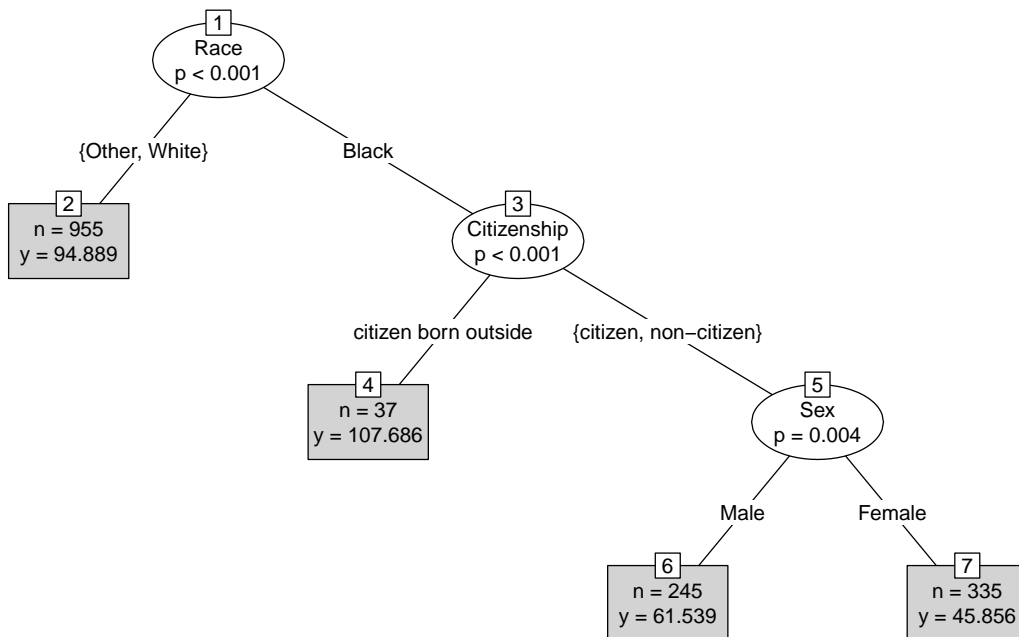 1
Race
p < 0.001
{Other, White}
Black
2
n = 955
y = 94.889
3
Citizenship
p < 0.001
citizen born outside
{citizen, non−citizen}
4
n = 37
y = 107.686
5
Sex
p = 0.004
Male
Female
6
n = 245
y = 61.539
7
n = 335
y = 45.856